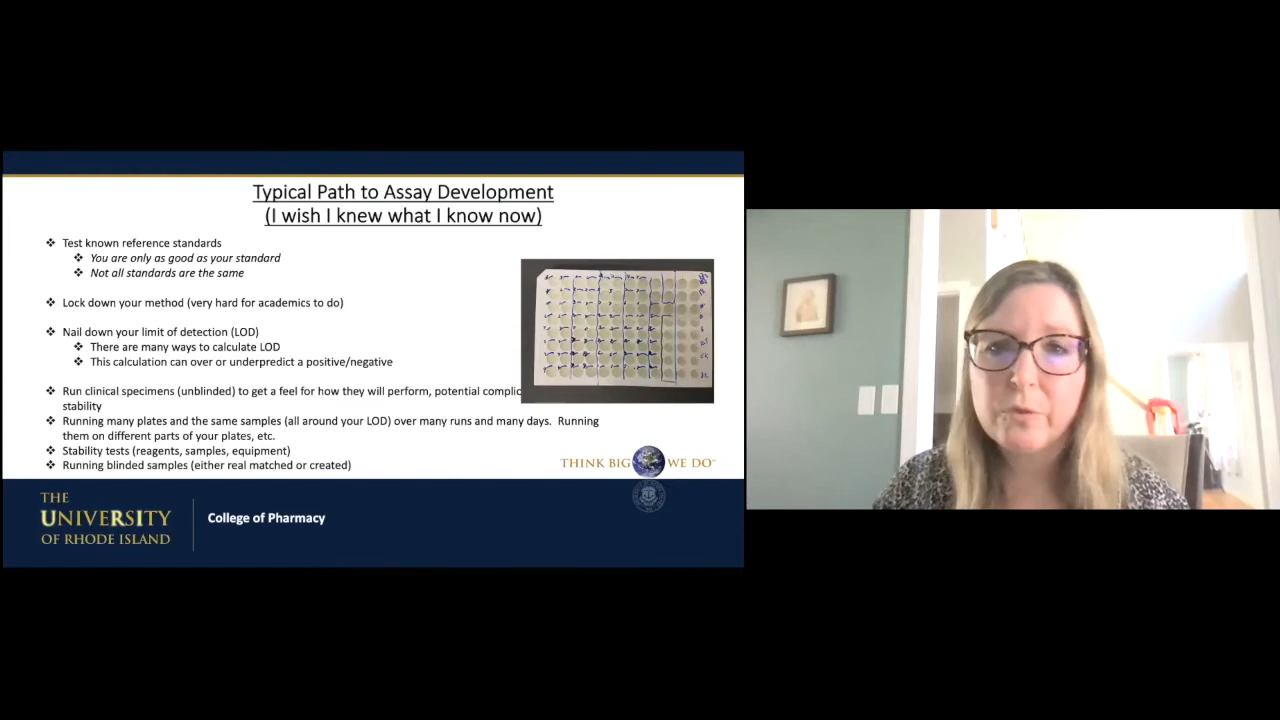 Typical Path to Assay Development
(I wish I knew what I know now)
❖ Test known reference standards
❖ You are only as good as your standard
❖ Not all standards are the same
❖ Lock down your method (very hard for academics to do)
❖ Nail down your limit of detection (LOD)
❖ There are many ways to calculate LOD
❖ This calculation can over or underpredict a positive/negative
❖ Run clinical specimens (unblinded) to get a feel for how they will perform, potential complic
stability
❖ Running many plates and the same samples (all around your LOD) over many runs and many days. Running
them on different parts of your plates, etc.
❖ Stability tests (reagents, samples, equipment)
❖ Running blinded samples (either real matched or created)
THINK BIG WE DO℠
THE
UNIVERSITY
OF RHODE ISLAND
College of Pharmacy